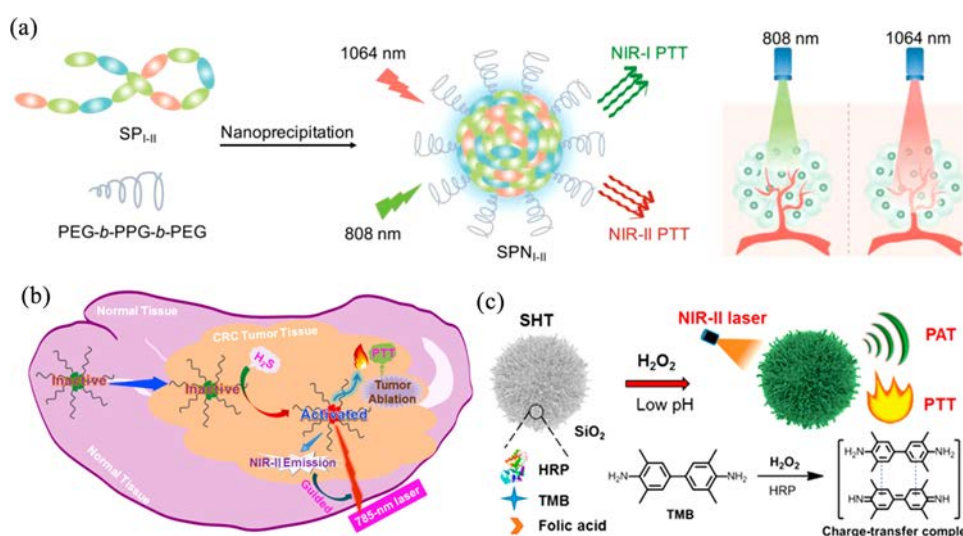 (a)
1064 nm
NIR-I PTT
808 nm
1064 nm
SPI-II
Nanoprecipitation
PEG-b-PPG-b-PEG
808 nm
SPNI-II
NIR-II PTT
(b)
Normal Tissue
CRC Tumor Tissue
H2S
PTT
Inactive
Inactive
Tumor
Ablation
Activated
NIR-II Emission
Guided
785-nm laser
Normal Tissue
(c)
SHT
NIR-II laser
H2O2
PAT
Low pH
PTT
SiO2
HRP
TMB
Folic acid
H2N
NH2
TMB
H2O2
HRP
H2N
NH2
HN
NH
Charge-transfer comple